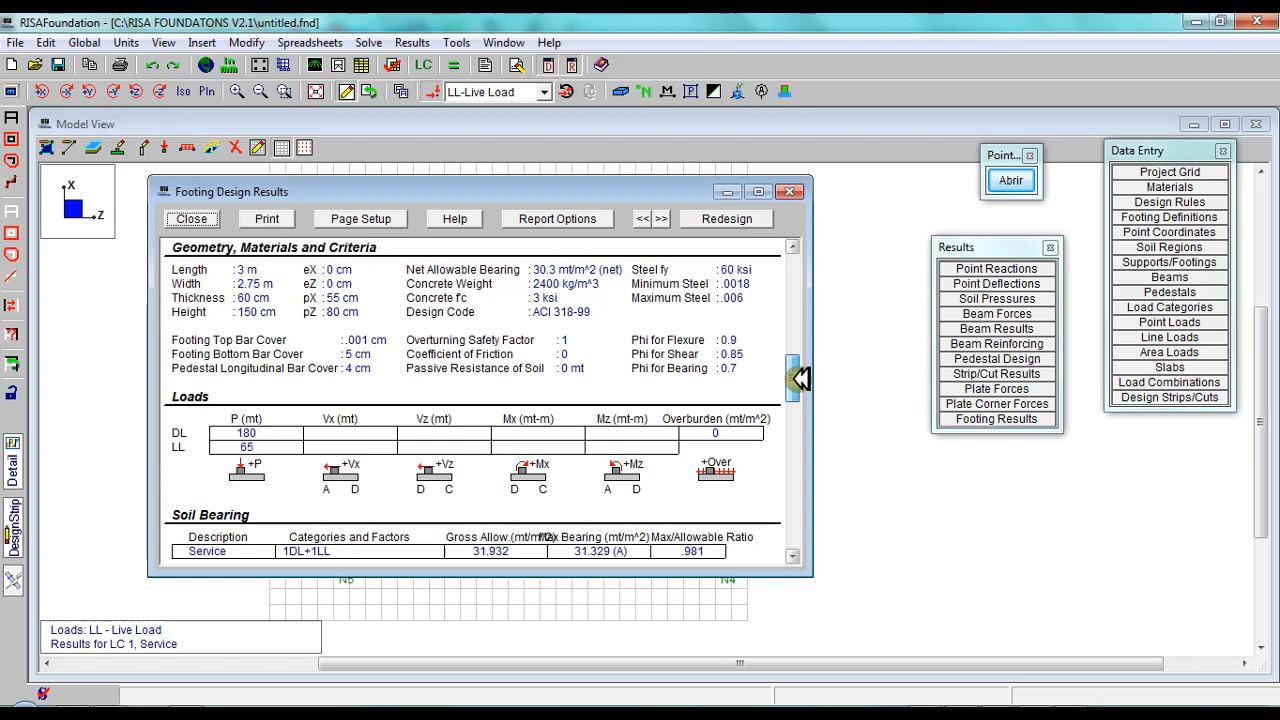 RISAFoundation - [C:\RISA FOUNDATONS V2.1\untitled.fnd]
File Edit Global Units View Insert Modify Spreadsheets Solve Results Tools Window Help
LC
Iso Pln LL-Live Load
Model View
X
Z
Footing Design Results
Close Print Page Setup Help Report Options << >> Redesign
Geometry, Materials and Criteria
Length :3 m eX :0 cm Net Allowable Bearing :30.3 mt/m^2 (net) Steel fy :60 ksi
Width :2.75 m eZ :0 cm Concrete Weight :2400 kg/m^3 Minimum Steel :.0018
Thickness :60 cm pX :55 cm Concrete f'c :3 ksi Maximum Steel :.006
Height :150 cm pZ :80 cm Design Code :ACI 318-99
Footing Top Bar Cover :.001 cm Overturning Safety Factor :1 Phi for Flexure :0.9
Footing Bottom Bar Cover :5 cm Coefficient of Friction :0 Phi for Shear :0.85
Pedestal Longitudinal Bar Cover :4 cm Passive Resistance of Soil :0 mt Phi for Bearing :0.7
Loads
P (mt) Vx (mt) Vz (mt) Mx (mt-m) Mz (mt-m) Overburden (mt/m^2)
DL 180 0
LL 65
+P +Vx +Vz +Mx +Mz +Over
A D D C D C A D
Soil Bearing
Description Categories and Factors Gross Allow.(mt/m^2) Max Bearing (mt/m^2) Max/Allowable Ratio
Service 1DL+1LL 31.932 31.329 (A) .981
N5 N4
Loads: LL - Live Load
Results for LC 1, Service
Point...
Abrir
Results
Point Reactions
Point Deflections
Soil Pressures
Beam Forces
Beam Results
Beam Reinforcing
Pedestal Design
Strip/Cut Results
Plate Forces
Plate Corner Forces
Footing Results
Data Entry
Project Grid
Materials
Design Rules
Footing Definitions
Point Coordinates
Soil Regions
Supports/Footings
Beams
Pedestals
Load Categories
Point Loads
Line Loads
Area Loads
Slabs
Load Combinations
Design Strips/Cuts
Detail
DesignStrip